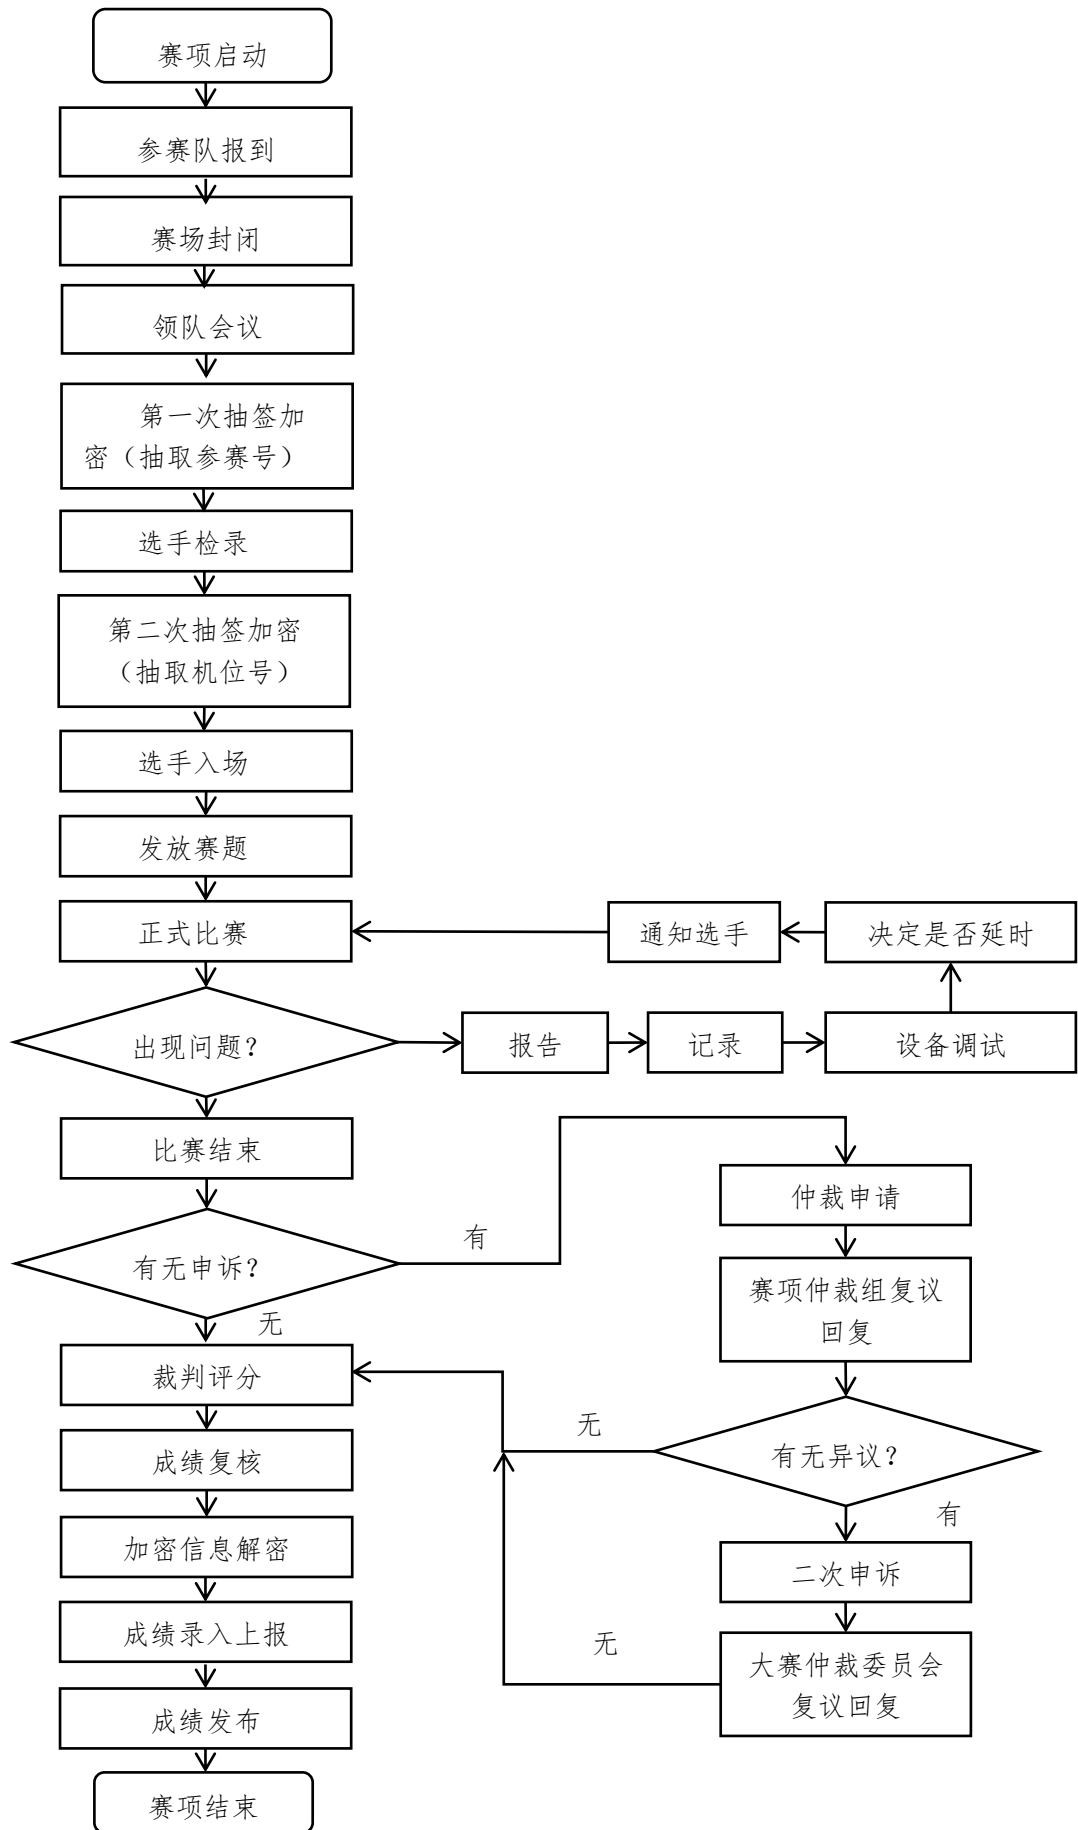 赛项启动
参赛队报到
赛场封闭
领队会议
第一次抽签加
密（抽取参赛号）
选手检录
第二次抽签加密
（抽取机位号）
选手入场
发放赛题
正式比赛
通知选手
决定是否延时
出现问题？
报告
记录
设备调试
比赛结束
有无申诉？
有
无
仲裁申请
赛项仲裁组复议
回复
有无异议？
无
有
二次申诉
大赛仲裁委员会
复议回复
无
裁判评分
成绩复核
加密信息解密
成绩录入上报
成绩发布
赛项结束